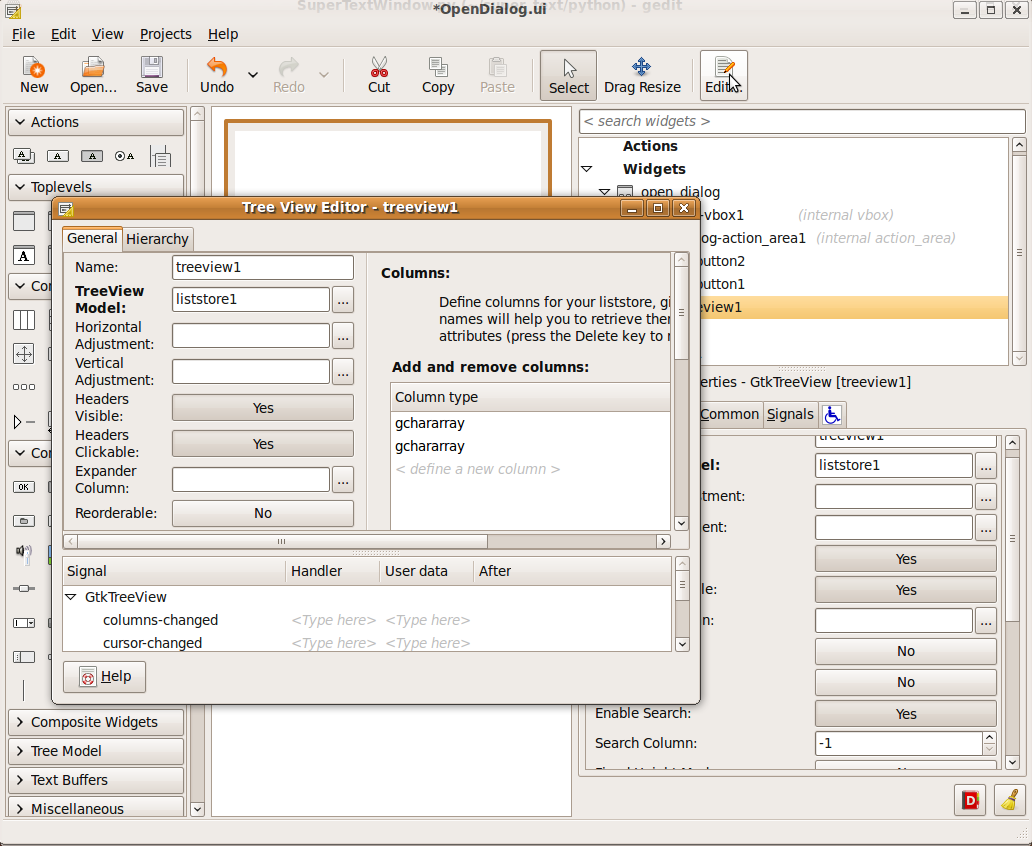 SuperTextWindow.py (~/super_text/python) - gedit
*OpenDialog.ui
File Edit View Projects Help
New Open... Save Undo Redo Cut Copy Paste Select Drag Resize Edit...
Actions
Toplevels
OK
Composite Widgets
Tree Model
Text Buffers
Miscellaneous
< search widgets >
Actions
Widgets
open_dialog
-vbox1 (internal vbox)
og-action_area1 (internal action_area)
button2
button1
eview1
erties - GtkTreeView [treeview1]
Common Signals
treeview1
el: liststore1 ...
stment: ...
ent: ...
Yes
le: Yes
n: ...
No
No
Enable Search: Yes
Search Column: -1
Tree View Editor - treeview1
General Hierarchy
Name: treeview1
TreeView
Model: liststore1 ...
Horizontal
Adjustment: ...
Vertical
Adjustment: ...
Headers
Visible: Yes
Headers
Clickable: Yes
Expander
Column: ...
Reorderable: No
Columns:
Define columns for your liststore, gi
names will help you to retrieve then
attributes (press the Delete key to r
Add and remove columns:
Column type
gchararray
gchararray
< define a new column >
Signal Handler User data After
GtkTreeView
columns-changed <Type here> <Type here>
cursor-changed <Type here> <Type here>
Help